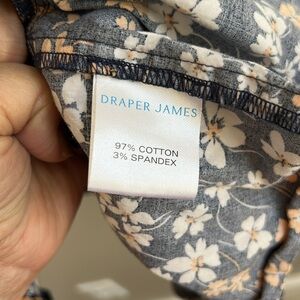 DRAPER JAMES
97% COTTON
3% SPANDEX